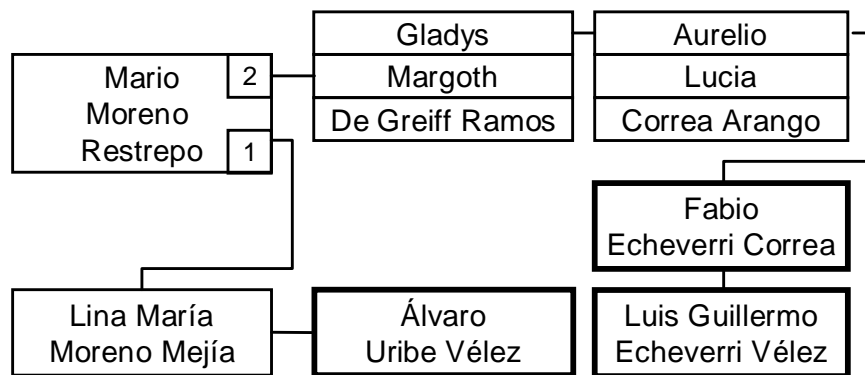 Gladys
Margoth
De Greiff Ramos
Aurelio
Lucia
Correa Arango
Mario
Moreno
Restrepo
2
1
Fabio
Echeverri Correa
Lina María
Moreno Mejía
Álvaro
Uribe Vélez
Luis Guillermo
Echeverri Vélez